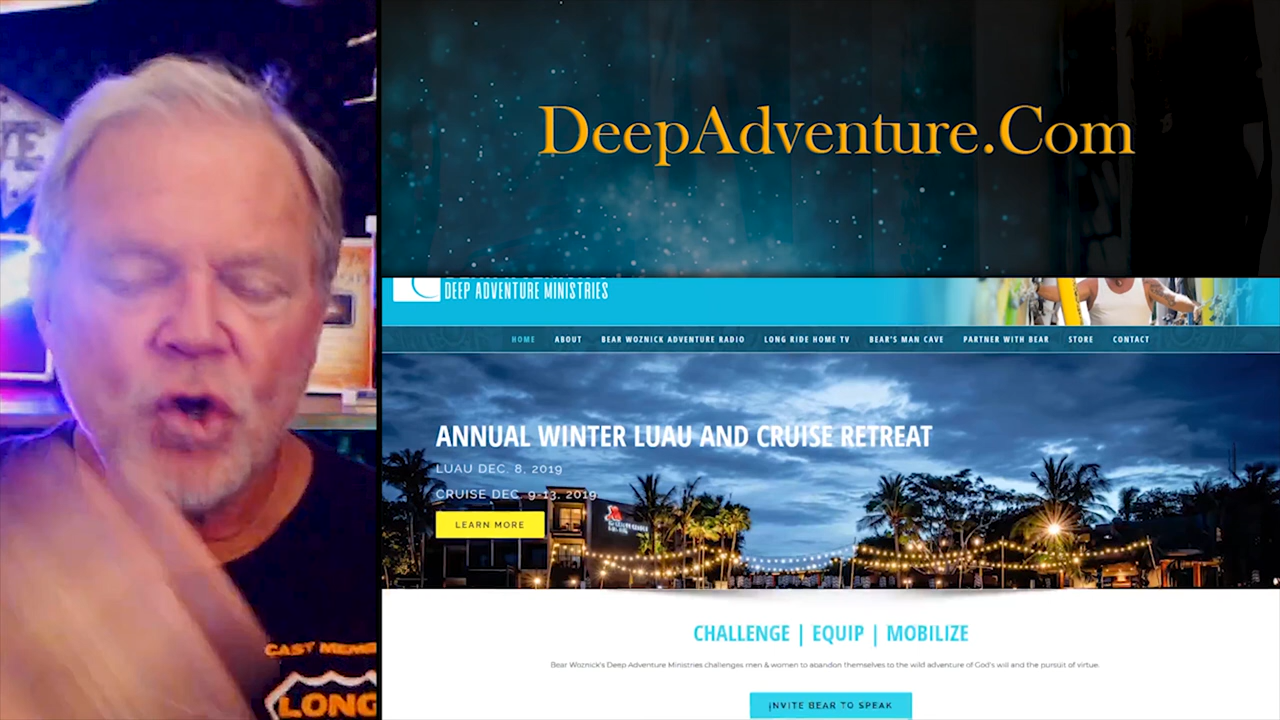 DeepAdventure.Com
DEEP ADVENTURE MINISTRIES
HOME ABOUT BEAR WOZNICK ADVENTURE RADIO LONG RIDE HOME TV BEAR'S MAN CAVE PARTNER WITH BEAR STORE CONTACT
ANNUAL WINTER LUAU AND CRUISE RETREAT
LUAU DEC. 8, 2019
CRUISE DEC. 9-13, 2019
LEARN MORE
CHALLENGE | EQUIP | MOBILIZE
Bear Woznick's Deep Adventure Ministries challenges men & women to abandon themselves to the wild adventure of God's will and the pursuit of virtue.
INVITE BEAR TO SPEAK
CAST
LONG